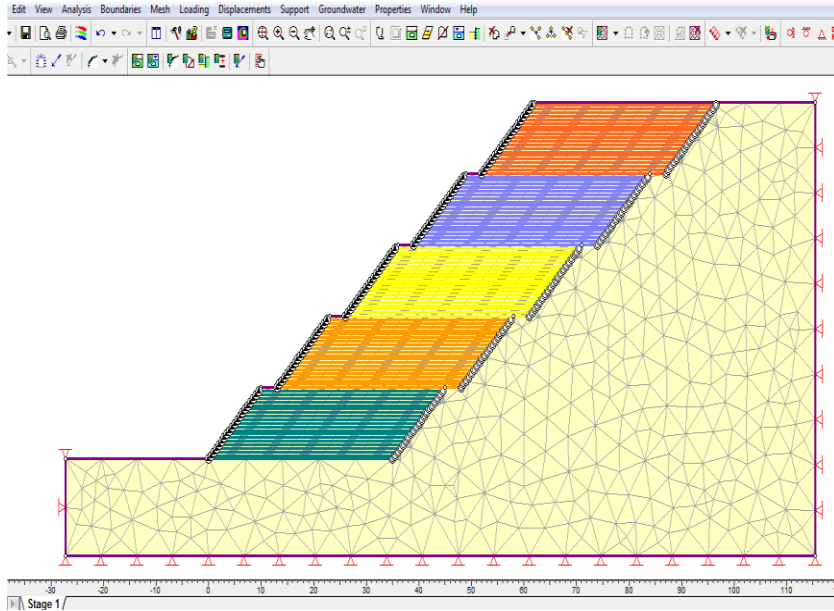 Edit View Analysis Boundaries Mesh Loading Displacements Support Groundwater Properties Window Help
-30 -20 -10 0 10 20 30 40 50 60 70 80 90 100 110
Stage 1